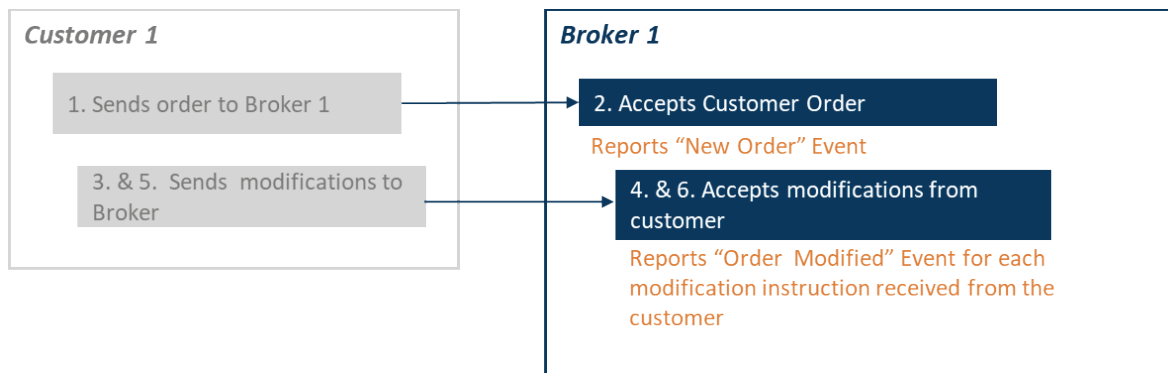 Customer 1
Broker 1
1. Sends order to Broker 1
2. Accepts Customer Order
Reports “New Order” Event
3. & 5. Sends modifications to
Broker
4. & 6. Accepts modifications from
customer
Reports “Order Modified” Event for each
modification instruction received from the
customer